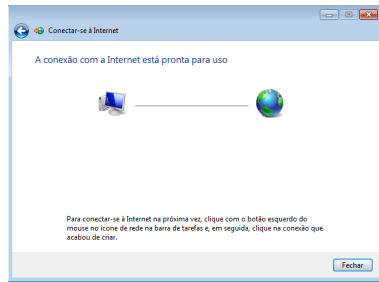 Conectar-se à Internet
A conexão com a Internet está pronta para uso
Para conectar-se à Internet na próxima vez, clique com o botão esquerdo do
mouse no ícone de rede na barra de tarefas e, em seguida, clique na conexão que
acabou de criar.
Fechar